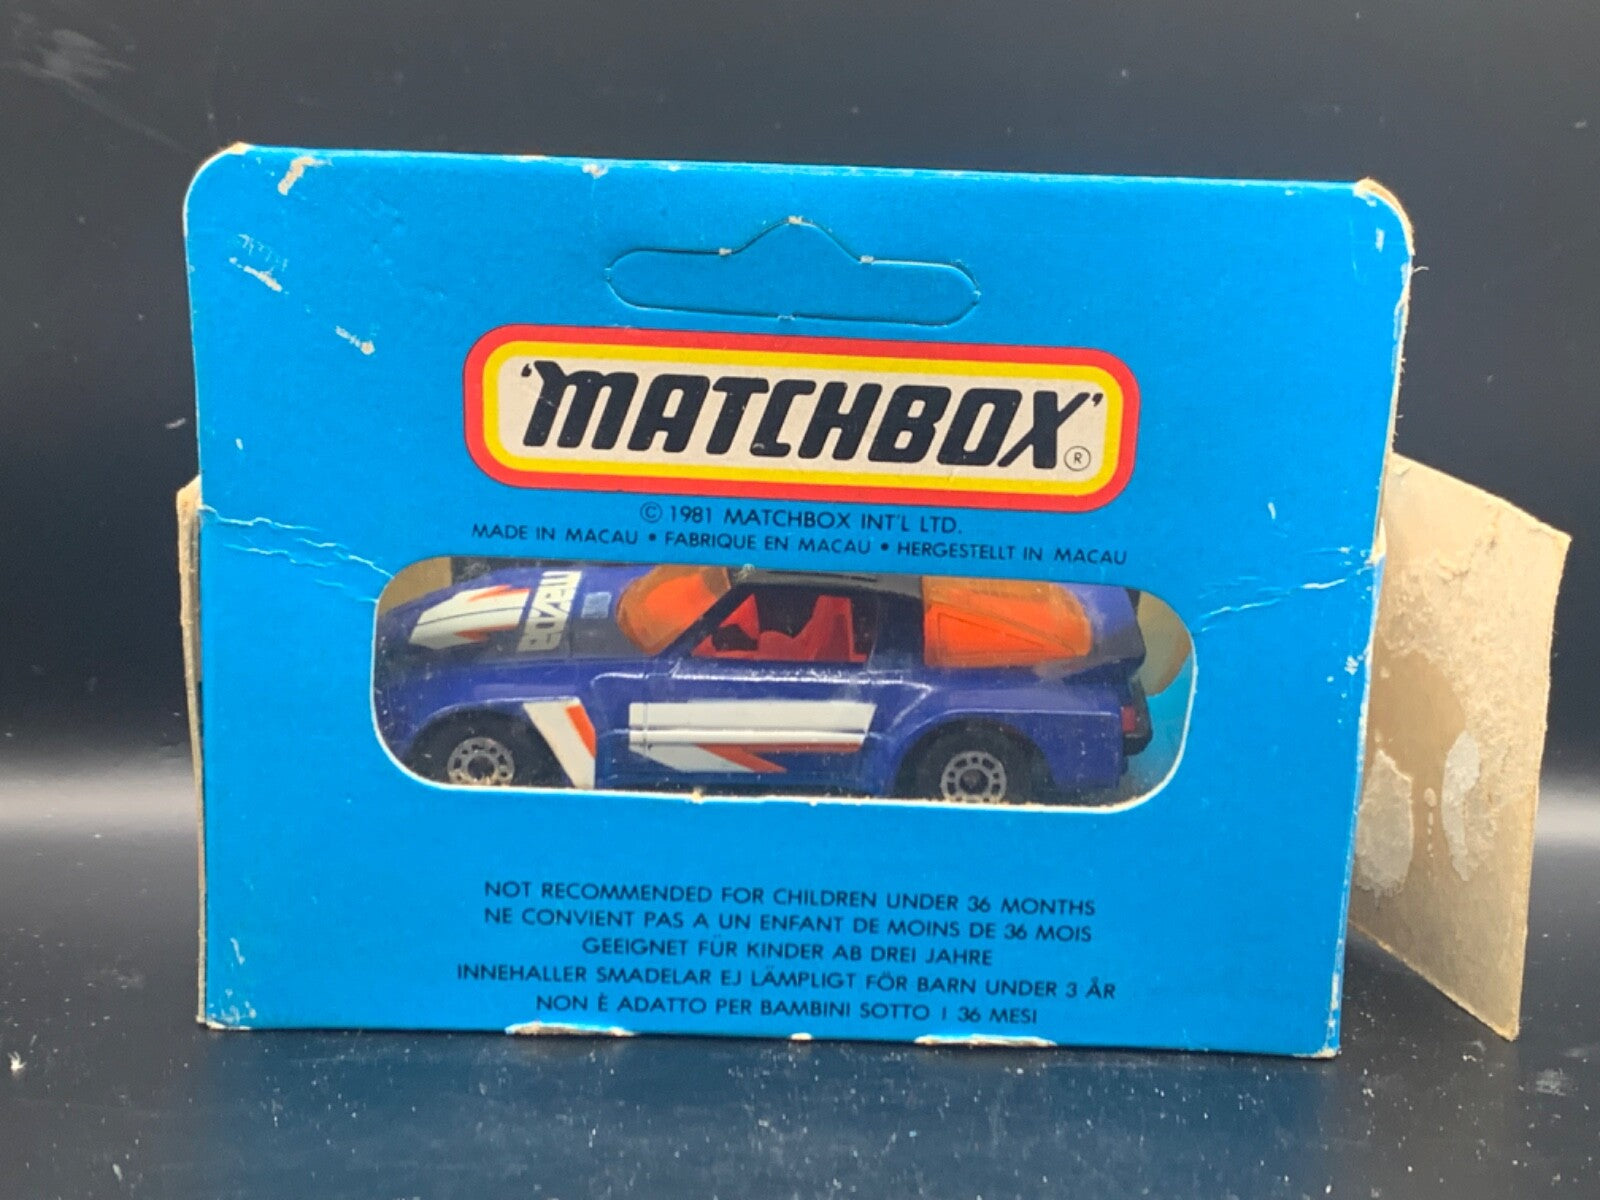 'MATCHBOX' ®
© 1981 MATCHBOX INT'L LTD.
MADE IN MACAU • FABRIQUE EN MACAU • HERGESTELLT IN MACAU
mazda
NOT RECOMMENDED FOR CHILDREN UNDER 36 MONTHS
NE CONVIENT PAS A UN ENFANT DE MOINS DE 36 MOIS
GEEIGNET FÜR KINDER AB DREI JAHRE
INNEHALLER SMADELAR EJ LÄMPLIGT FÖR BARN UNDER 3 ÅR
NON È ADATTO PER BAMBINI SOTTO I 36 MESI